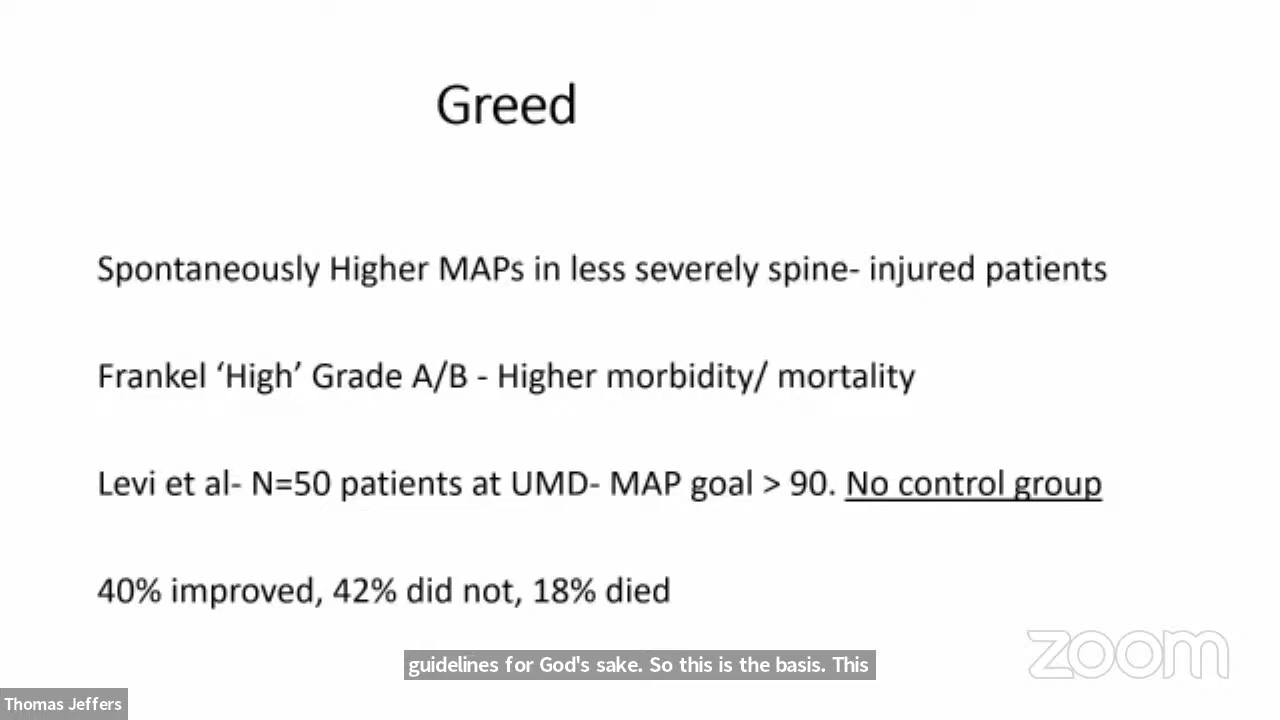 Greed
Spontaneously Higher MAPs in less severely spine- injured patients
Frankel ‘High’ Grade A/B - Higher morbidity/ mortality
Levi et al- N=50 patients at UMD- MAP goal > 90. No control group
40% improved, 42% did not, 18% died
guidelines for God's sake. So this is the basis. This
zoom
Thomas Jeffers